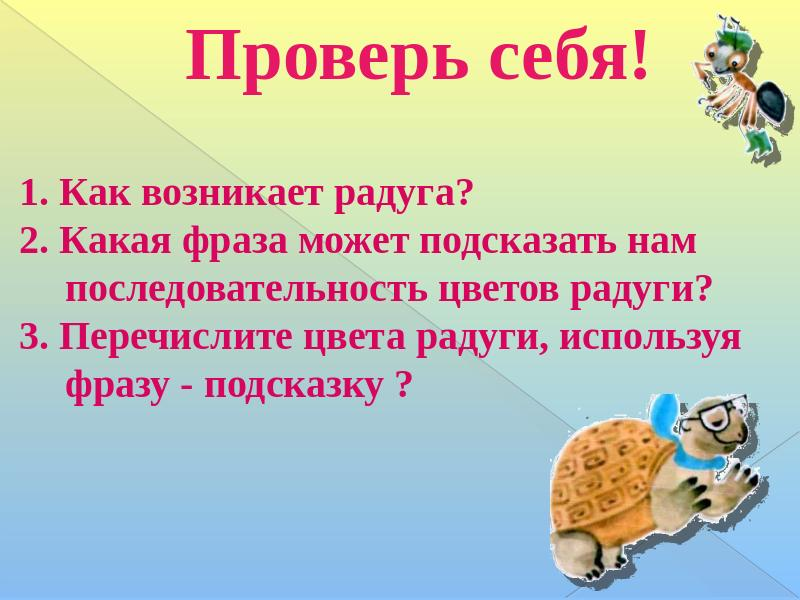 Проверь себя!
1. Как возникает радуга?
2. Какая фраза может подсказать нам
последовательность цветов радуги?
3. Перечислите цвета радуги, используя
фразу - подсказку ?